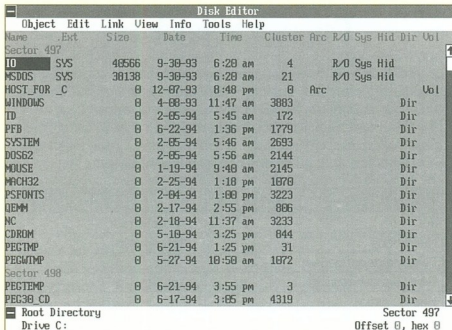 Disk Editor
Object Edit Link View Info Tools Help
Name .Ext Size Date Time Cluster Arc R/O Sys Hid Dir Vol
Sector 497
IO SYS 40566 9-30-93 6:20 am 4 R/O Sys Hid
MSDOS SYS 38138 9-30-93 6:20 am 21 R/O Sys Hid
HOST_FOR _C 0 12-07-93 8:48 pm 0 Arc Vol
WINDOWS 0 4-08-93 11:47 am 3883 Dir
TD 0 2-05-94 5:45 am 172 Dir
PFB 0 6-22-94 1:36 pm 1779 Dir
SYSTEM 0 2-05-94 5:46 am 2693 Dir
DOS62 0 2-05-94 5:56 am 2144 Dir
MOUSE 0 1-19-94 9:40 am 2145 Dir
MACH32 0 2-25-94 1:18 pm 1070 Dir
PSFONTS 0 2-04-94 1:00 pm 3223 Dir
QEMM 0 2-17-94 2:55 pm 806 Dir
NC 0 2-18-94 11:37 am 3233 Dir
CDROM 0 5-10-94 3:25 pm 844 Dir
PEGTMP 0 6-21-94 1:25 pm 31 Dir
PEGWTMP 0 5-27-94 10:50 am 1072 Dir
Sector 498
PEGTEMP 0 6-21-94 3:55 pm 3 Dir
PEG30_CD 0 6-17-94 3:05 pm 4319 Dir
Root Directory Sector 497
Drive C: Offset 0, hex 0